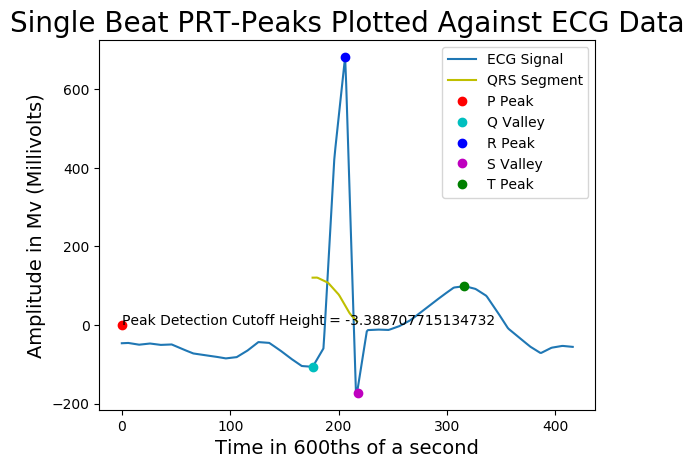 Single Beat PRT-Peaks Plotted Against ECG Data
ECG Signal
QRS Segment
P Peak
Q Valley
R Peak
S Valley
T Peak
Amplitude in Mv (Millivolts)
600
400
200
0
−200
Peak Detection Cutoff Height = -3.388707715134732
0 100 200 300 400
Time in 600ths of a second